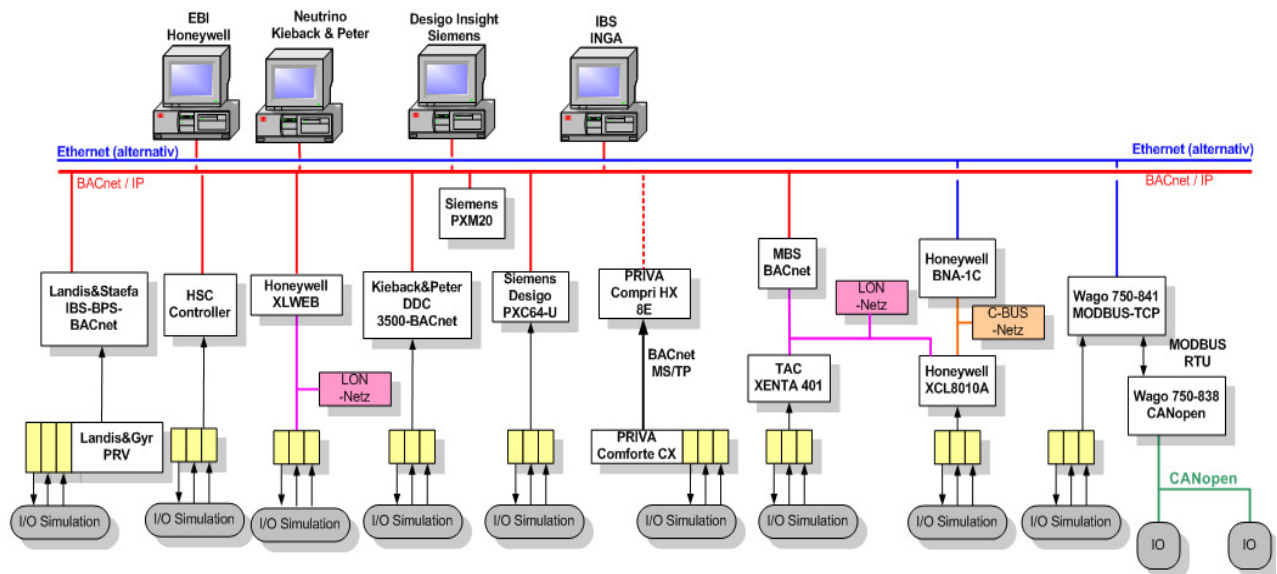 EBI
Honeywell
Neutrino
Kieback & Peter
Desigo Insight
Siemens
IBS
INGA
Ethernet (alternativ)
Ethernet (alternativ)
BACnet / IP
BACnet / IP
Siemens
PXM20
Landis&Staefa
IBS-BPS-
BACnet
HSC
Controller
Honeywell
XLWEB
Kieback&Peter
DDC
3500-BACnet
Siemens
Desigo
PXC64-U
PRIVA
Compri HX
8E
MBS
BACnet
LON
-Netz
Honeywell
BNA-1C
C-BUS
-Netz
Wago 750-841
MODBUS-TCP
MODBUS
RTU
BACnet
MS/TP
LON
-Netz
TAC
XENTA 401
Honeywell
XCL8010A
Wago 750-838
CANopen
Landis&Gyr
PRV
PRIVA
Comforte CX
CANopen
I/O Simulation
I/O Simulation
I/O Simulation
I/O Simulation
I/O Simulation
I/O Simulation
I/O Simulation
I/O Simulation
I/O Simulation
IO
IO